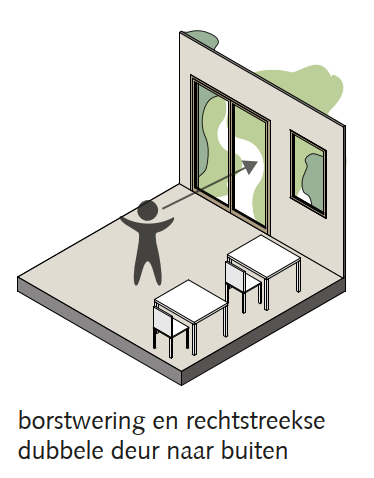 borstwering en rechtstreekse
dubbele deur naar buiten